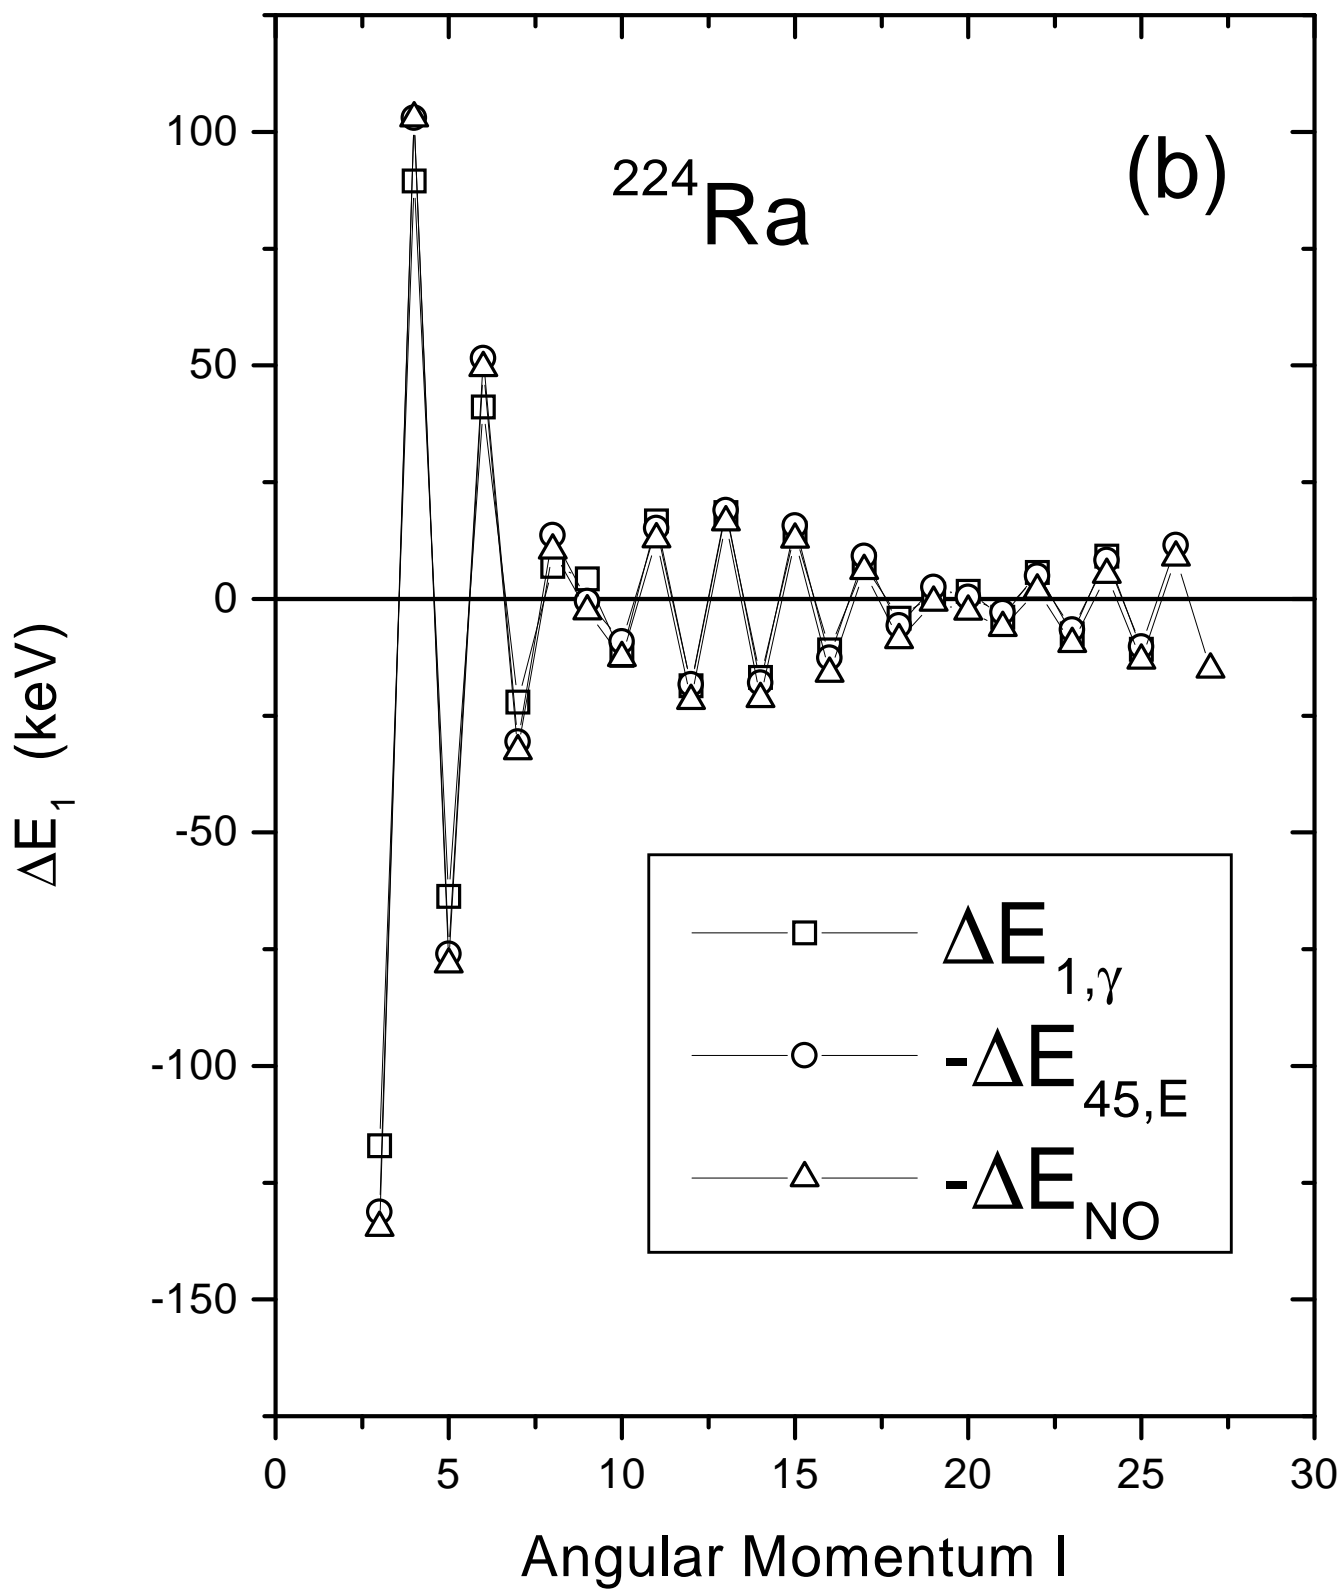 100
50
0
-50
-100
-150
ΔE₁ (keV)
²²⁴Ra
(b)
ΔE₁,γ
-ΔE₄₅,E
-ΔE_NO
0 5 10 15 20 25 30
Angular Momentum I